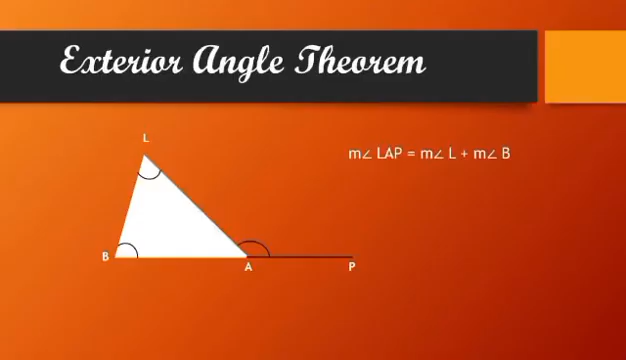 Exterior Angle Theorem
L
m∠ LAP = m∠ L + m∠ B
B
A
P